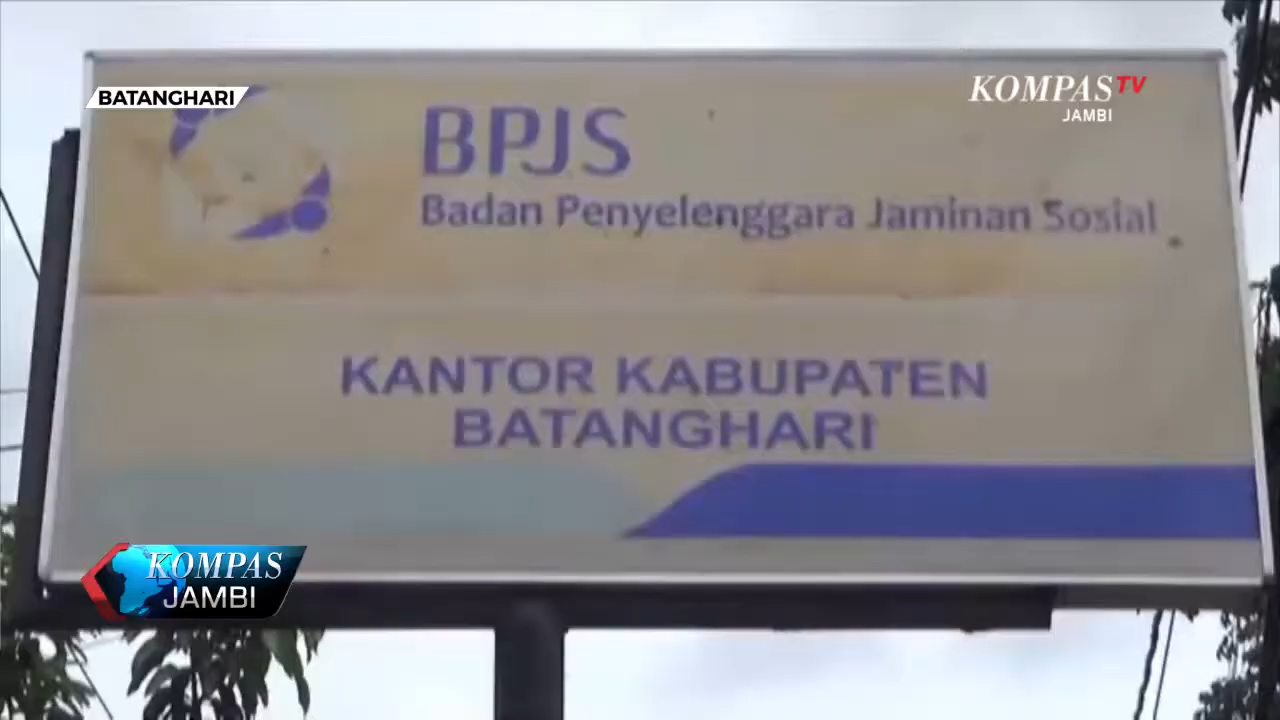 BATANGHARI
KOMPAS TV
JAMBI
BPJS
Badan Penyelenggara Jaminan Sosial
KANTOR KABUPATEN
BATANGHARI
KOMPAS
JAMBI